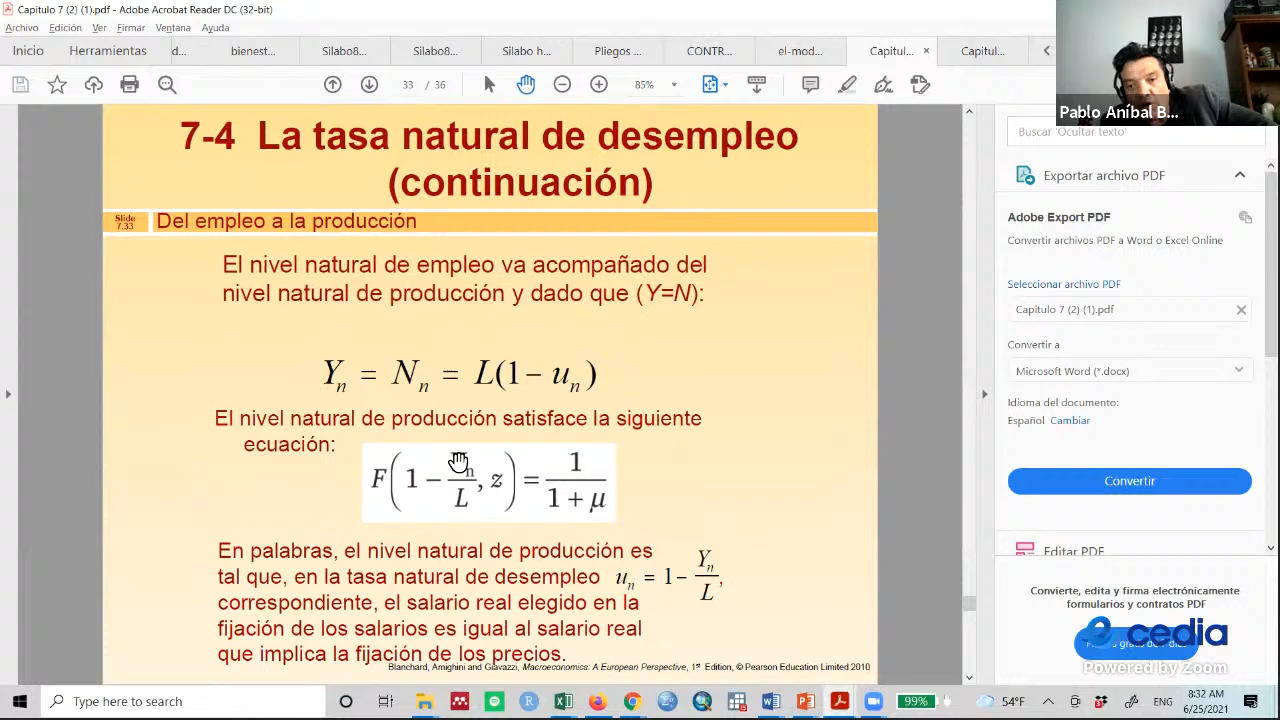 Capitulo 7 (2) (1).pdf - Adobe Acrobat Reader DC (32-bit)
Archivo Edición Ver Firmar Ventana Ayuda
Inicio Herramientas d... bienest... Silabo8... Silabo8... Silabo h... Pliegos ... CONTR... el-mod... Capitul... × Capitul...
33 / 36 85%
Pablo Aníbal B...
7-4 La tasa natural de desempleo
(continuación)
Slide
7.33
Del empleo a la producción
El nivel natural de empleo va acompañado del
nivel natural de producción y dado que (Y=N):
Yn = Nn = L(1 − un)
El nivel natural de producción satisface la siguiente
ecuación:
F(1 − n/L, z) = 1/(1 + μ)
En palabras, el nivel natural de producción es
tal que, en la tasa natural de desempleo un = 1 − Yn/L,
correspondiente, el salario real elegido en la
fijación de los salarios es igual al salario real
que implica la fijación de los precios.
Blanchard, Amighini and Giavazzi, Macroeconomics: A European Perspective, 1st Edition, © Pearson Education Limited 2010
Buscar 'Ocultar texto'
Exportar archivo PDF
Adobe Export PDF
Convertir archivos PDF a Word o Excel Online
Seleccionar archivo PDF
Capitulo 7 (2) (1).pdf
Convertir a
Microsoft Word (*.docx)
Idioma del documento:
Español Cambiar
Convertir
Editar PDF
Convierte, edita y firma electrónicamente
formularios y contratos PDF
cedia
Powered by Zoom
Type here to search
99%
54°F
ENG
8:32 AM
6/25/2021